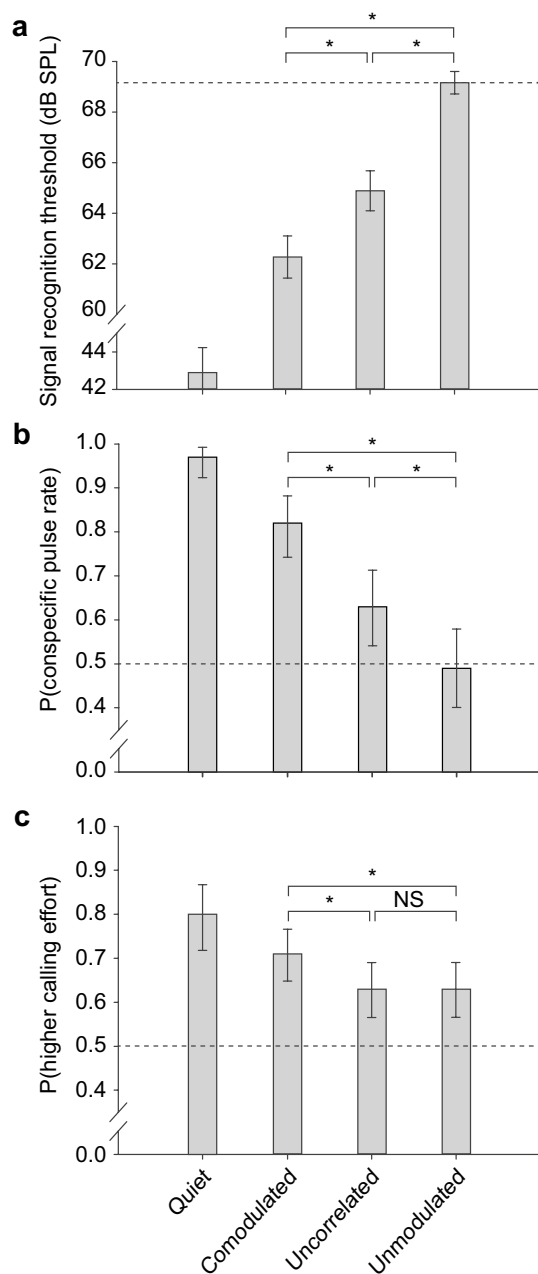 a
Signal recognition threshold (dB SPL)
70
68
66
64
62
60
44
42
*
*
*
b
P(conspecific pulse rate)
1.0
0.9
0.8
0.7
0.6
0.5
0.4
0.0
*
*
*
c
P(higher calling effort)
1.0
0.9
0.8
0.7
0.6
0.5
0.4
0.0
*
*
NS
Quiet
Comodulated
Uncorrelated
Unmodulated